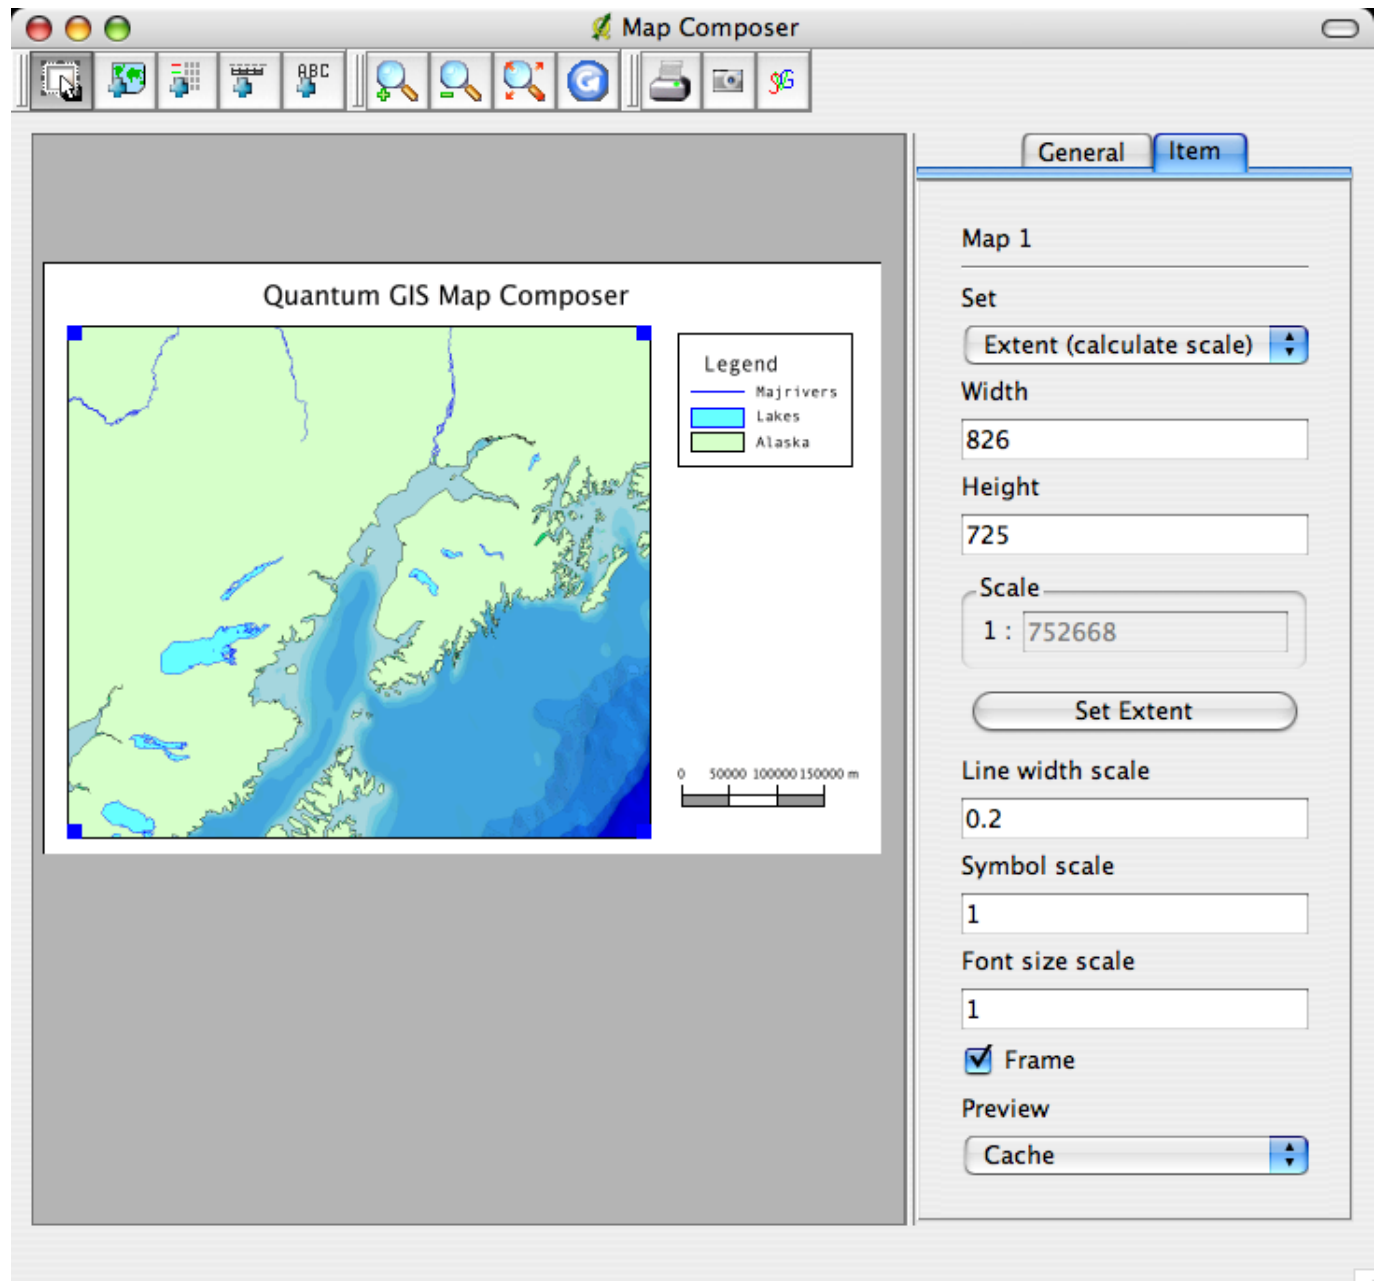 Map Composer
ABC
General Item
Map 1
Set
Extent (calculate scale)
Width
826
Height
725
Scale
1 : 752668
Set Extent
Line width scale
0.2
Symbol scale
1
Font size scale
1
Frame
Preview
Cache
Quantum GIS Map Composer
Legend
Majrivers
Lakes
Alaska
0 50000 100000 150000 m